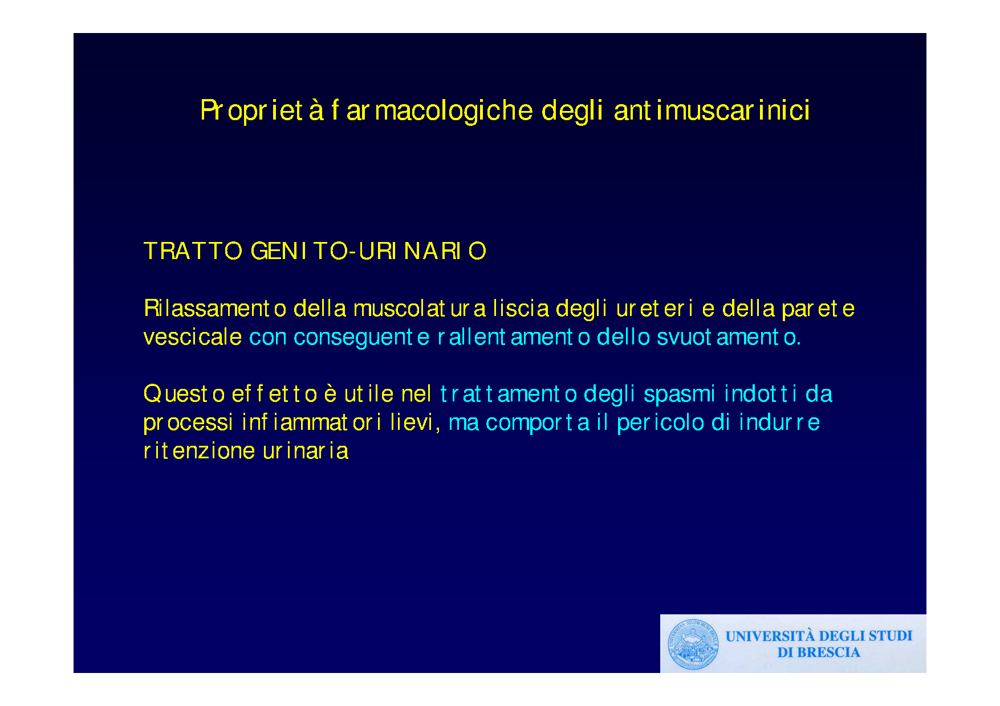 Proprietà farmacologiche degli antimuscarinici
TRATTO GENITO-URINARIO
Rilassamento della muscolatura liscia degli ureteri e della parete
vescicale con conseguente rallentamento dello svuotamento.
Questo effetto è utile nel trattamento degli spasmi indotti da
processi infiammatori lievi, ma comporta il pericolo di indurre
ritenzione urinaria
UNIVERSITÀ DEGLI STUDI
DI BRESCIA